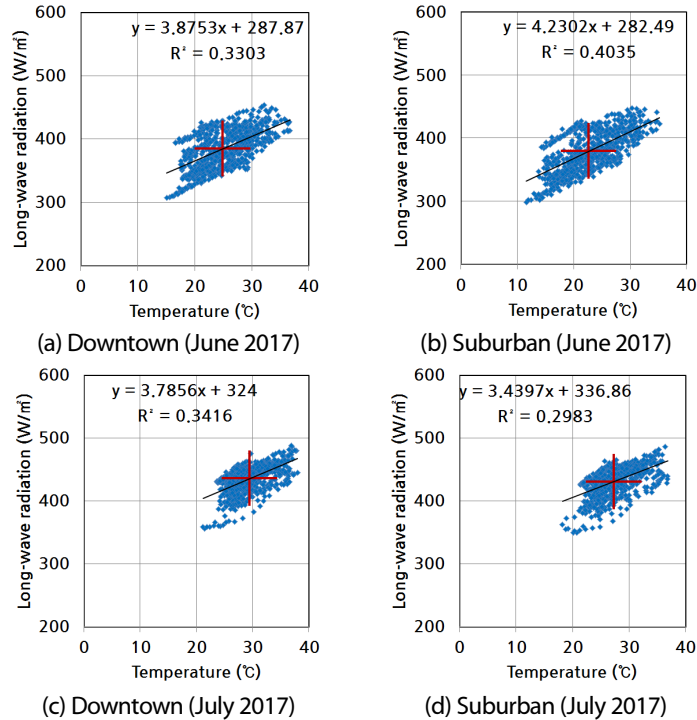 y = 3.8753x + 287.87
R² = 0.3303
Long-wave radiation (W/㎡)
600
500
400
300
200
0 10 20 30 40
Temperature (℃)
(a) Downtown (June 2017)
y = 4.2302x + 282.49
R² = 0.4035
Long-wave radiation (W/㎡)
600
500
400
300
200
0 10 20 30 40
Temperature (℃)
(b) Suburban (June 2017)
y = 3.7856x + 324
R² = 0.3416
Long-wave radiation (W/㎡)
600
500
400
300
200
0 10 20 30 40
Temperature (℃)
(c) Downtown (July 2017)
y = 3.4397x + 336.86
R² = 0.2983
Long-wave radiation (W/㎡)
600
500
400
300
200
0 10 20 30 40
Temperature (℃)
(d) Suburban (July 2017)